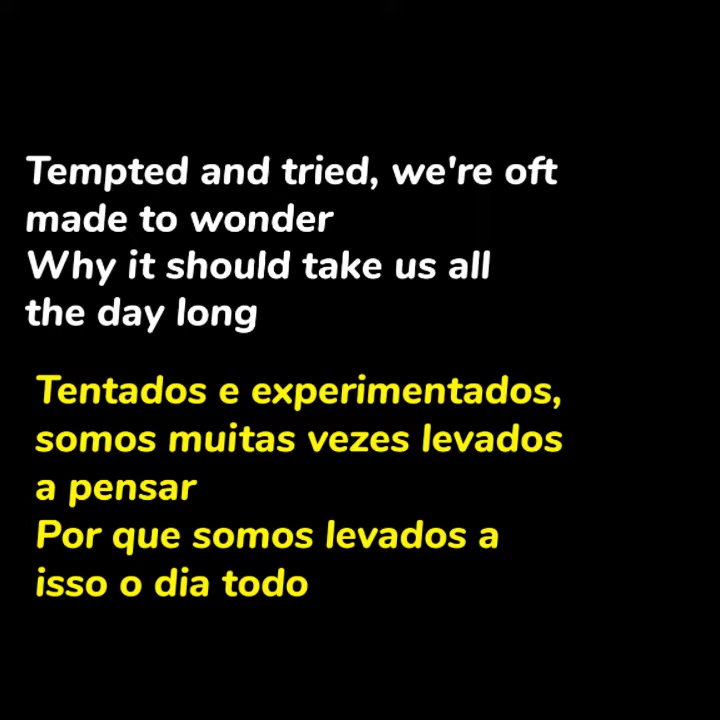 Tempted and tried, we're oft
made to wonder
Why it should take us all
the day long
Tentados e experimentados,
somos muitas vezes levados
a pensar
Por que somos levados a
isso o dia todo